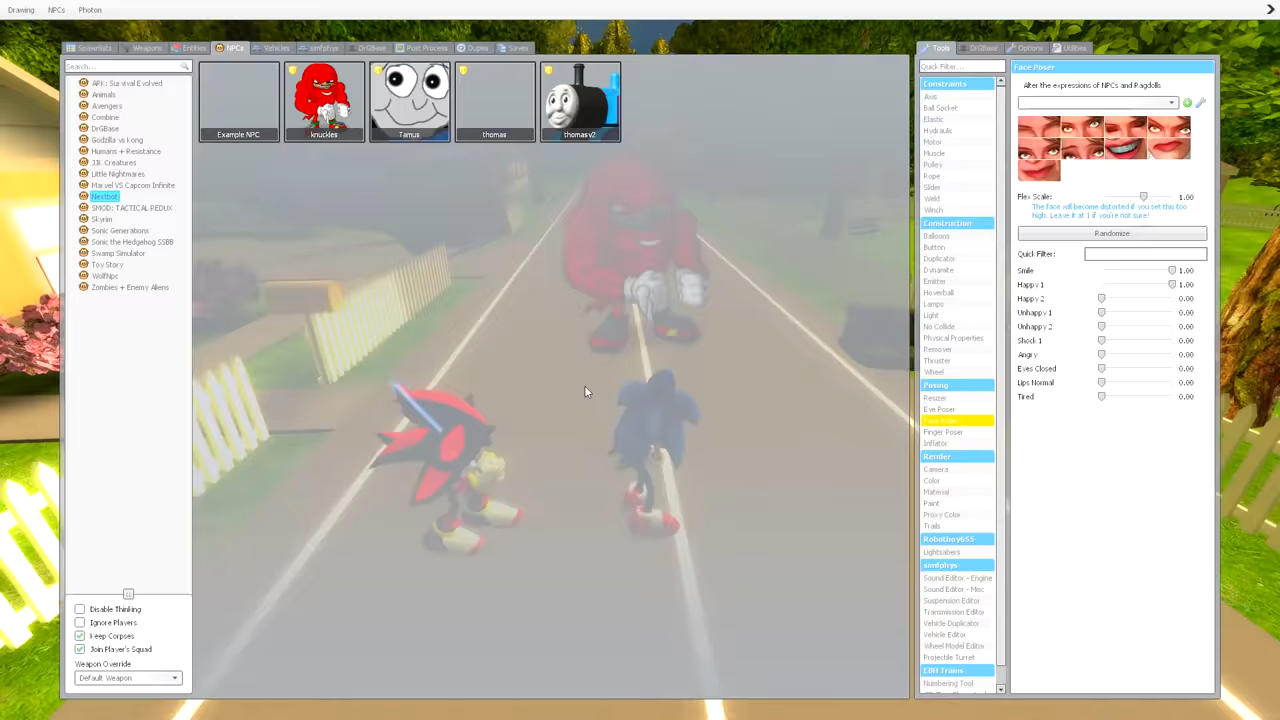 Drawing NPCs Photon
Spawnlists Weapons Entities NPCs Vehicles simfphys DrGBase Post Process Dupes Saves
Search...
ARK: Survival Evolved
Animals
Avengers
Combine
DrGBase
Godzilla vs kong
Humans + Resistance
JJK Creatures
Little Nightmares
Marvel VS Capcom Infinite
Nextbot
SMOD: TACTICAL REDUX
Skyrim
Sonic Generations
Sonic the Hedgehog SSBB
Swamp Simulator
Toy Story
WolfNpc
Zombies + Enemy Aliens
Disable Thinking
Ignore Players
Keep Corpses
Join Player's Squad
Weapon Override
Default Weapon
Example NPC
knuckles
Tamus
thomas
thomasv2
Tools DrGBase Options Utilities
Quick Filter...
Constraints
Axis
Ball Socket
Elastic
Hydraulic
Motor
Muscle
Pulley
Rope
Slider
Weld
Winch
Construction
Balloons
Button
Duplicator
Dynamite
Emitter
Hoverball
Lamps
Light
No Collide
Physical Properties
Remover
Thruster
Wheel
Posing
Resizer
Eye Poser
Face Poser
Finger Poser
Inflator
Render
Camera
Color
Material
Paint
Proxy Color
Trails
Robotboy655
Lightsabers
simfphys
Sound Editor - Engine
Sound Editor - Misc
Suspension Editor
Transmission Editor
Vehicle Duplicator
Vehicle Editor
Wheel Model Editor
Projectile Turret
Numbering Tool
Face Poser
Alter the expressions of NPCs and Ragdolls
Flex Scale: 1.00
The face will become distorted if you set this too
high. Leave it at 1 if you're not sure!
Randomize
Quick Filter:
Smile 1.00
Happy 1 1.00
Happy 2 0.00
Unhappy 1 0.00
Unhappy 2 0.00
Shock 1 0.00
Angry 0.00
Eyes Closed 0.00
Lips Normal 0.00
Tired 0.00